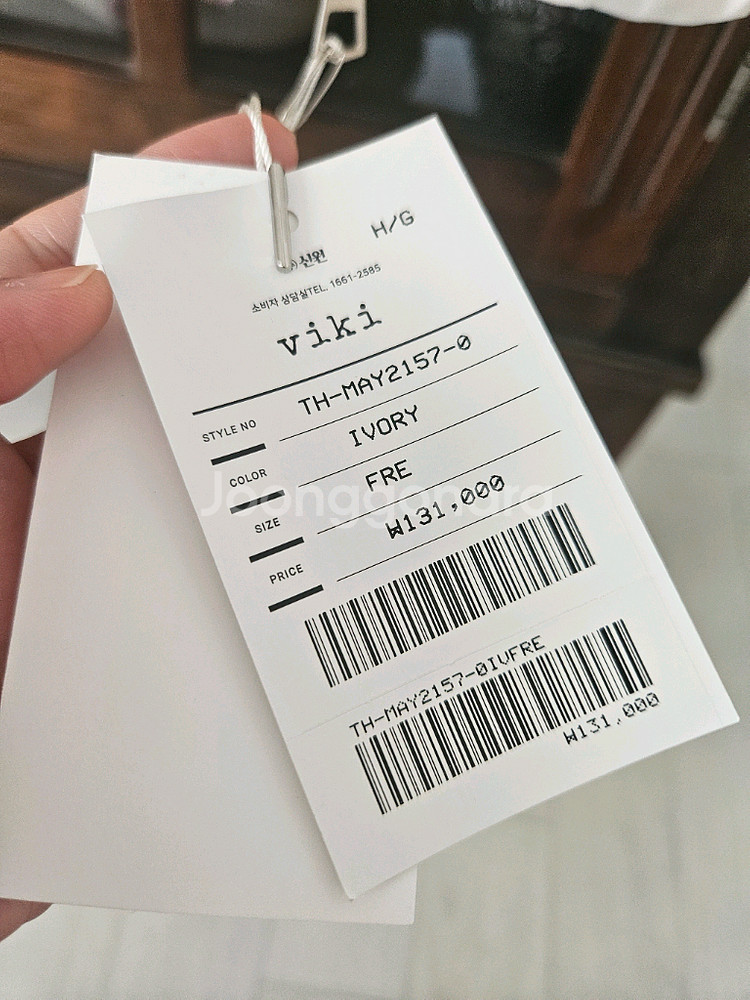 H/G
신원
소비자 상담실TEL. 1661-2585
viki
STYLE NO TH-MAY2157-0
COLOR IVORY
SIZE FRE
PRICE ₩131,000
Joonggonara
TH-MAY2157-0IVFRE
₩131,000